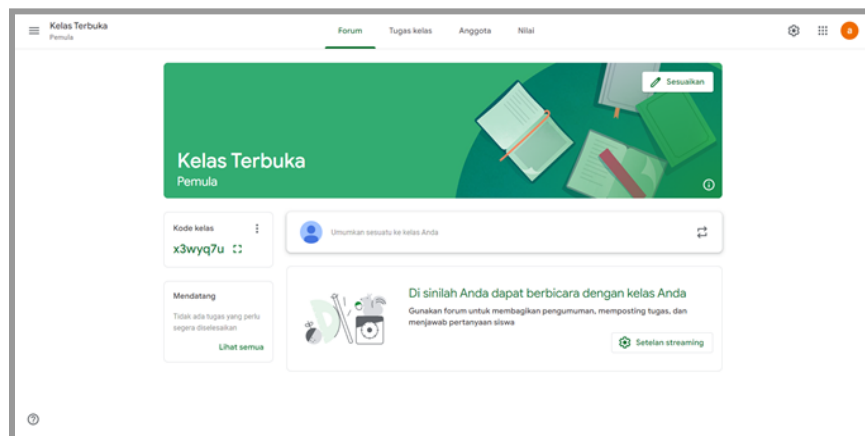 Kelas Terbuka
Pemula
Forum Tugas kelas Anggota Nilai
a
Sesuaikan
Kelas Terbuka
Pemula
Kode kelas
x3wyq7u
Umumkan sesuatu ke kelas Anda
Mendatang
Tidak ada tugas yang perlu
segera diselesaikan
Lihat semua
Di sinilah Anda dapat berbicara dengan kelas Anda
Gunakan forum untuk membagikan pengumuman, memposting tugas, dan
menjawab pertanyaan siswa
Setelan streaming